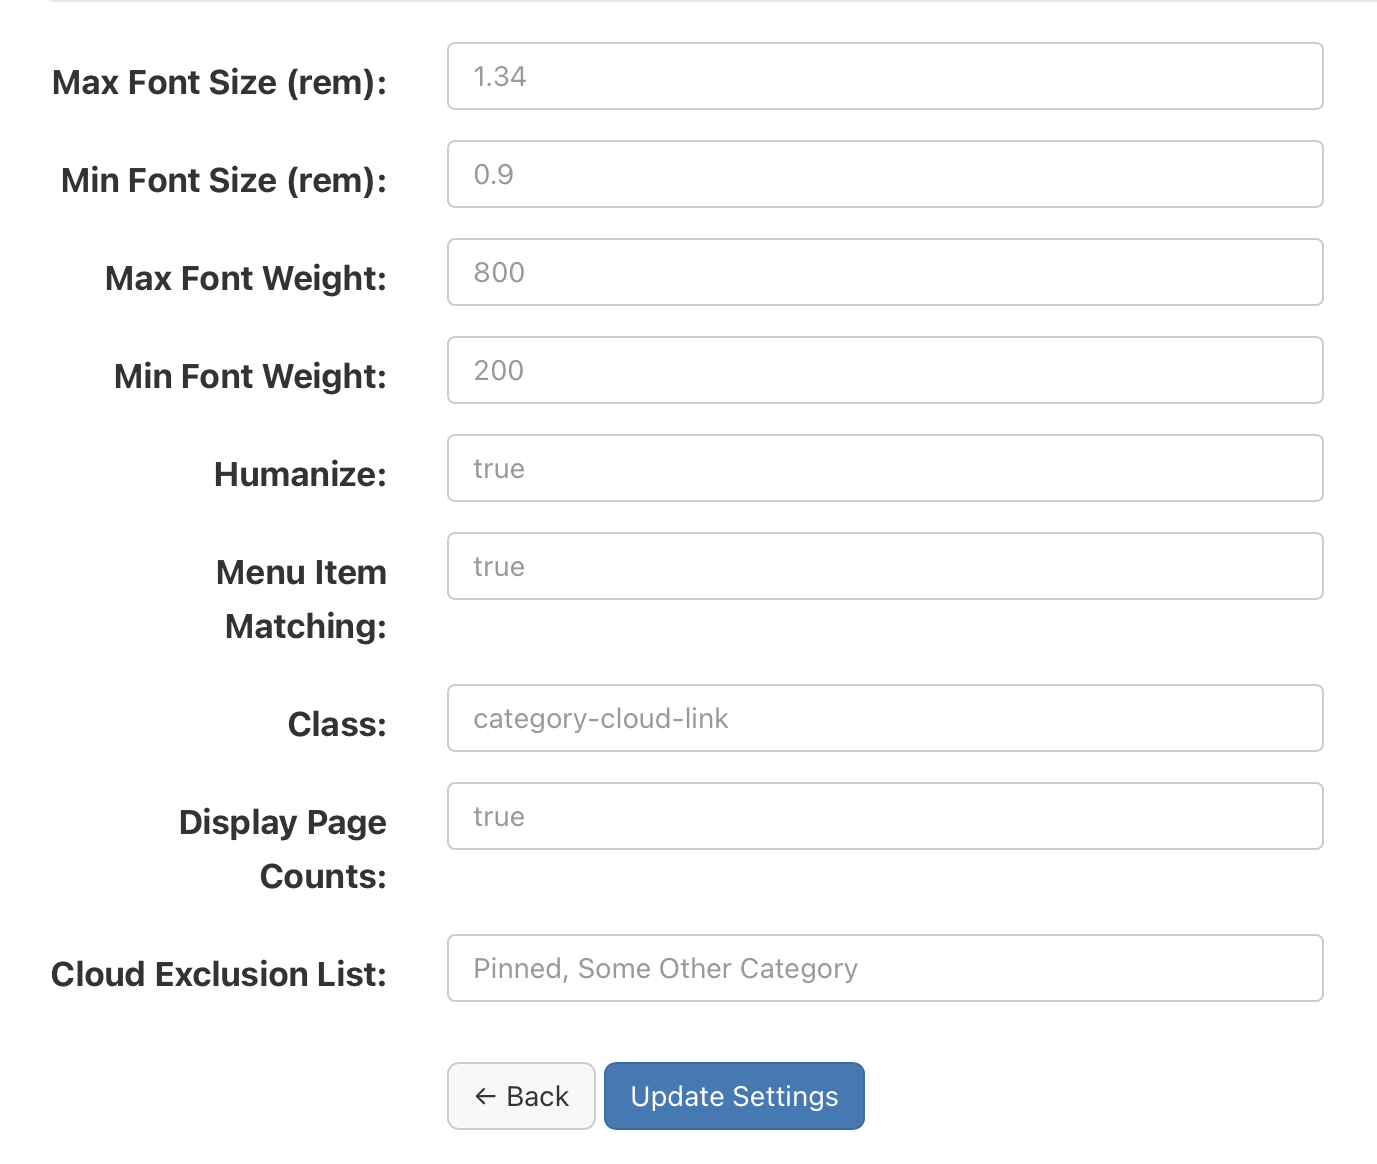 Max Font Size (rem):
1.34
Min Font Size (rem):
0.9
Max Font Weight:
800
Min Font Weight:
200
Humanize:
true
Menu Item
Matching:
true
Class:
category-cloud-link
Display Page
Counts:
true
Cloud Exclusion List:
Pinned, Some Other Category
← Back
Update Settings